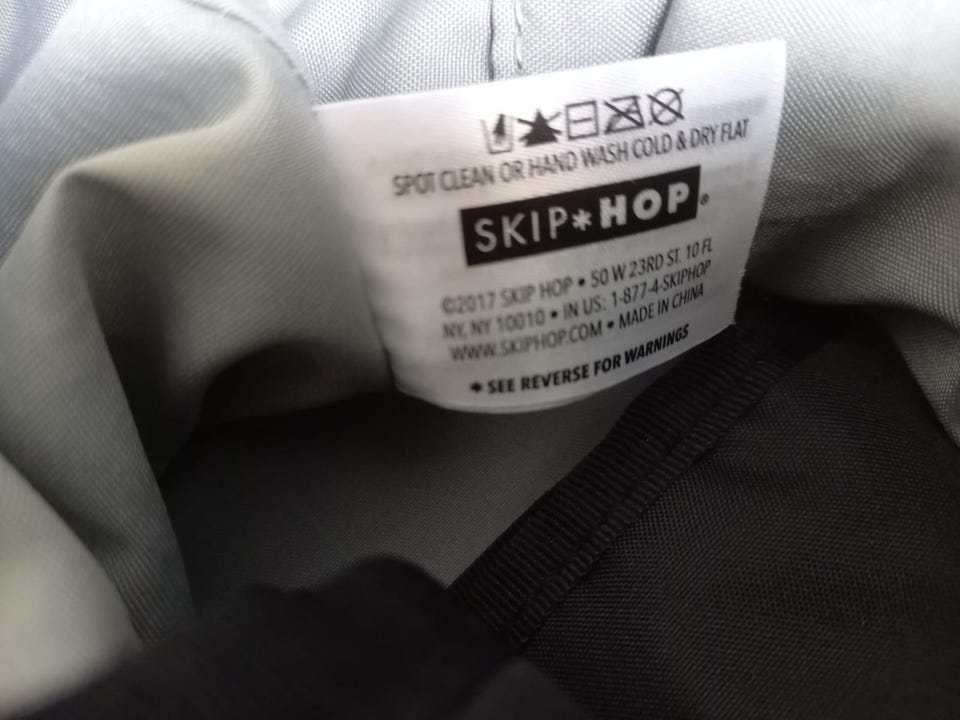 SPOT CLEAN OR HAND WASH COLD & DRY FLAT
SKIP*HOP®
©2017 SKIP HOP • 50 W 23RD ST. 10 FL
NY, NY 10010 • IN US: 1-877-4-SKIPHOP
WWW.SKIPHOP.COM • MADE IN CHINA
* SEE REVERSE FOR WARNINGS